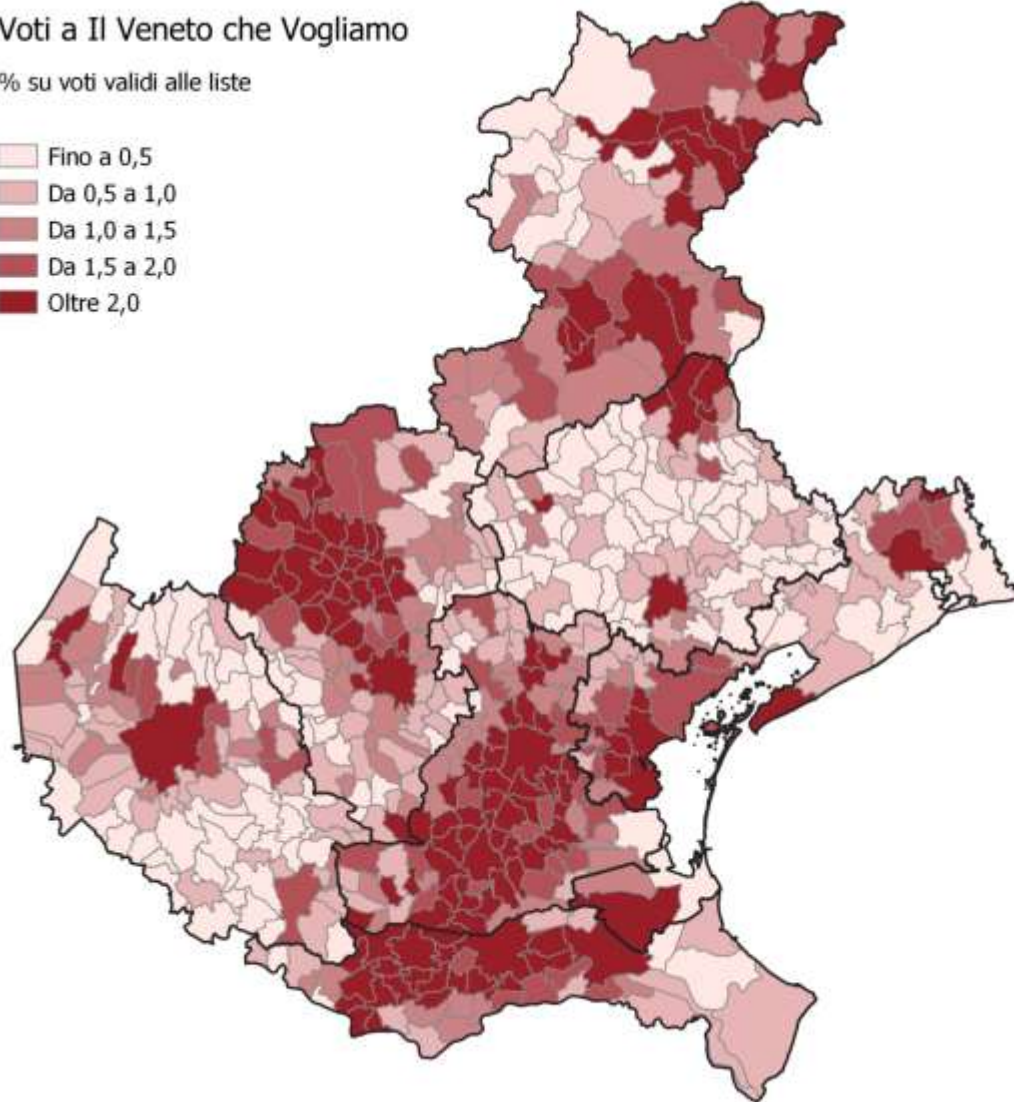 Voti a Il Veneto che Vogliamo
% su voti validi alle liste
Fino a 0,5
Da 0,5 a 1,0
Da 1,0 a 1,5
Da 1,5 a 2,0
Oltre 2,0